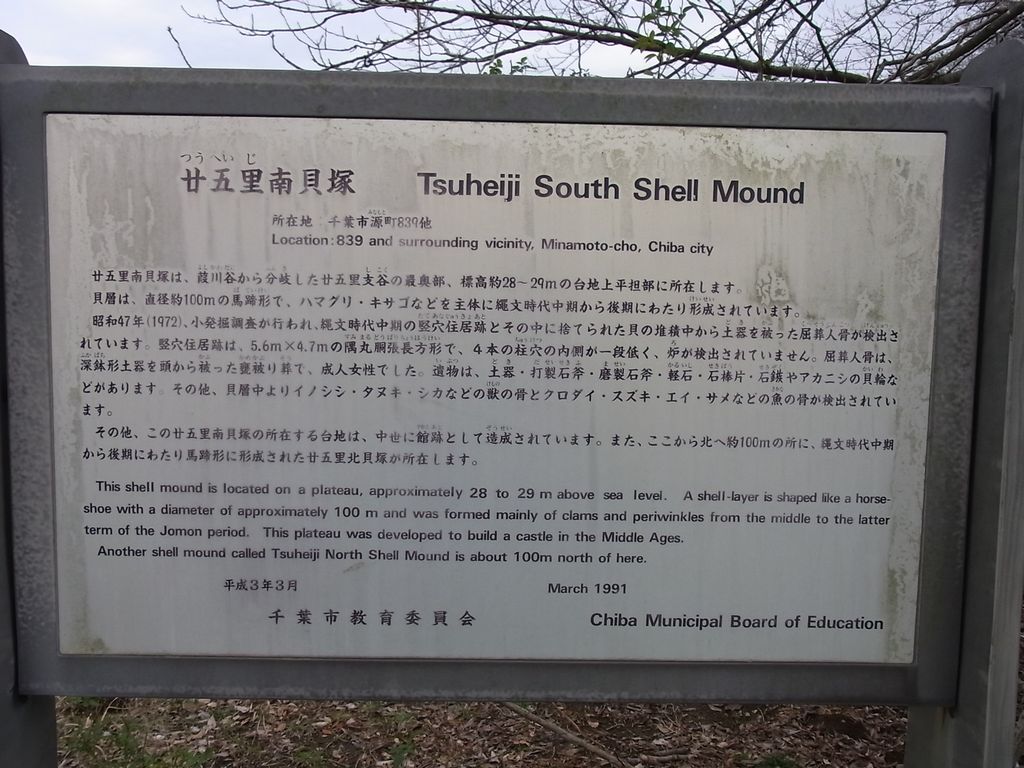 つうへいじ
廿五里南貝塚 Tsuheiji South Shell Mound
所在地 千葉市源町839他
Location:839 and surrounding vicinity, Minamoto-cho, Chiba city
廿五里南貝塚は、葭川谷から分岐した廿五里支谷の最奥部、標高約28~29mの台地上平担部に所在します。
貝層は、直径約100mの馬蹄形で、ハマグリ・キサゴなどを主体に縄文時代中期から後期にわたり形成されています。
昭和47年(1972)、小発掘調査が行われ、縄文時代中期の竪穴住居跡とその中に捨てられた貝の堆積中から土器を被った屈葬人骨が検出さ
れています。竪穴住居跡は、5.6m×4.7mの隅丸胴張長方形で、4本の柱穴の内側が一段低く、炉が検出されていません。屈葬人骨は、
深鉢形土器を頭から被った甕被り葬で、成人女性でした。遺物は、土器・打製石斧・磨製石斧・軽石・石棒片・石鏃やアカニシの貝輪な
どがあります。その他、貝層中よりイノシシ・タヌキ・シカなどの獣の骨とクロダイ・スズキ・エイ・サメなどの魚の骨が検出されてい
ます。
その他、この廿五里南貝塚の所在する台地は、中世に館跡として造成されています。また、ここから北へ約100mの所に、縄文時代中期
から後期にわたり馬蹄形に形成された廿五里北貝塚が所在します。
This shell mound is located on a plateau, approximately 28 to 29 m above sea level. A shell-layer is shaped like a horse-
shoe with a diameter of approximately 100 m and was formed mainly of clams and periwinkles from the middle to the latter
term of the Jomon period. This plateau was developed to build a castle in the Middle Ages.
Another shell mound called Tsuheiji North Shell Mound is about 100m north of here.
平成3年3月 March 1991
千葉市教育委員会 Chiba Municipal Board of Education